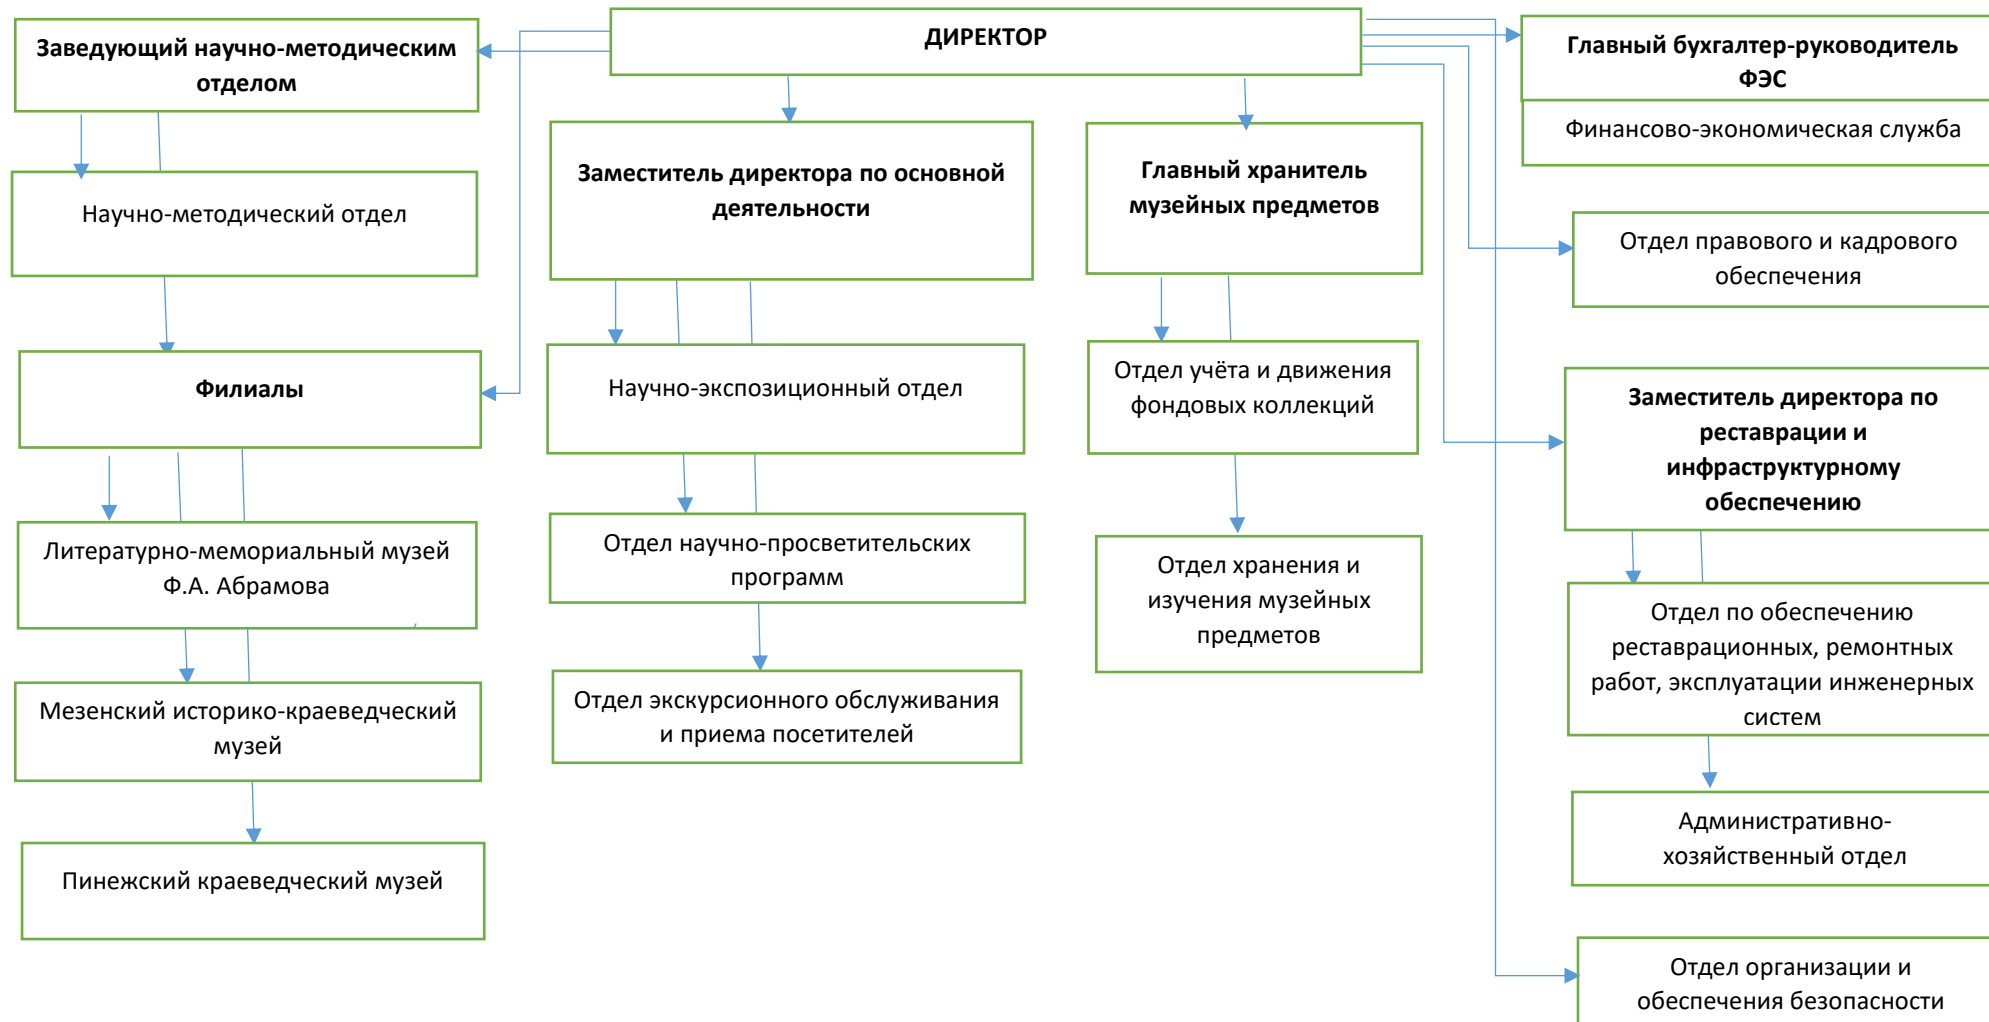 ДИРЕКТОР
Заведующий научно-методическим
отделом
Научно-методический отдел
Филиалы
Литературно-мемориальный музей
Ф.А. Абрамова
Мезенский историко-краеведческий
музей
Пинежский краеведческий музей
Заместитель директора по основной
деятельности
Научно-экспозиционный отдел
Отдел научно-просветительских
программ
Отдел экскурсионного обслуживания
и приема посетителей
Главный хранитель
музейных предметов
Отдел учёта и движения
фондовых коллекций
Отдел хранения и
изучения музейных
предметов
Главный бухгалтер-руководитель
ФЭС
Финансово-экономическая служба
Отдел правового и кадрового
обеспечения
Заместитель директора по
реставрации и
инфраструктурному
обеспечению
Отдел по обеспечению
реставрационных, ремонтных
работ, эксплуатации инженерных
систем
Административно-
хозяйственный отдел
Отдел организации и
обеспечения безопасности